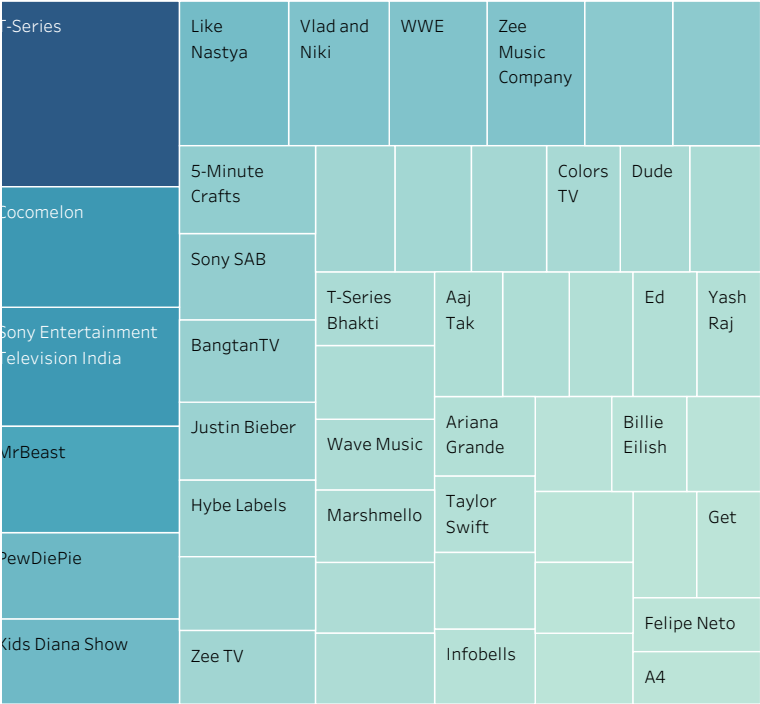 T-Series
Cocomelon
Sony Entertainment
Television India
MrBeast
PewDiePie
Kids Diana Show
Like
Nastya
Vlad and
Niki
WWE
Zee
Music
Company
5-Minute
Crafts
Sony SAB
BangtanTV
Justin Bieber
Hybe Labels
Zee TV
Colors
TV
Dude
T-Series
Bhakti
Wave Music
Marshmello
Aaj
Tak
Ed
Yash
Raj
Ariana
Grande
Taylor
Swift
Infobells
Billie
Eilish
Get
Felipe Neto
A4